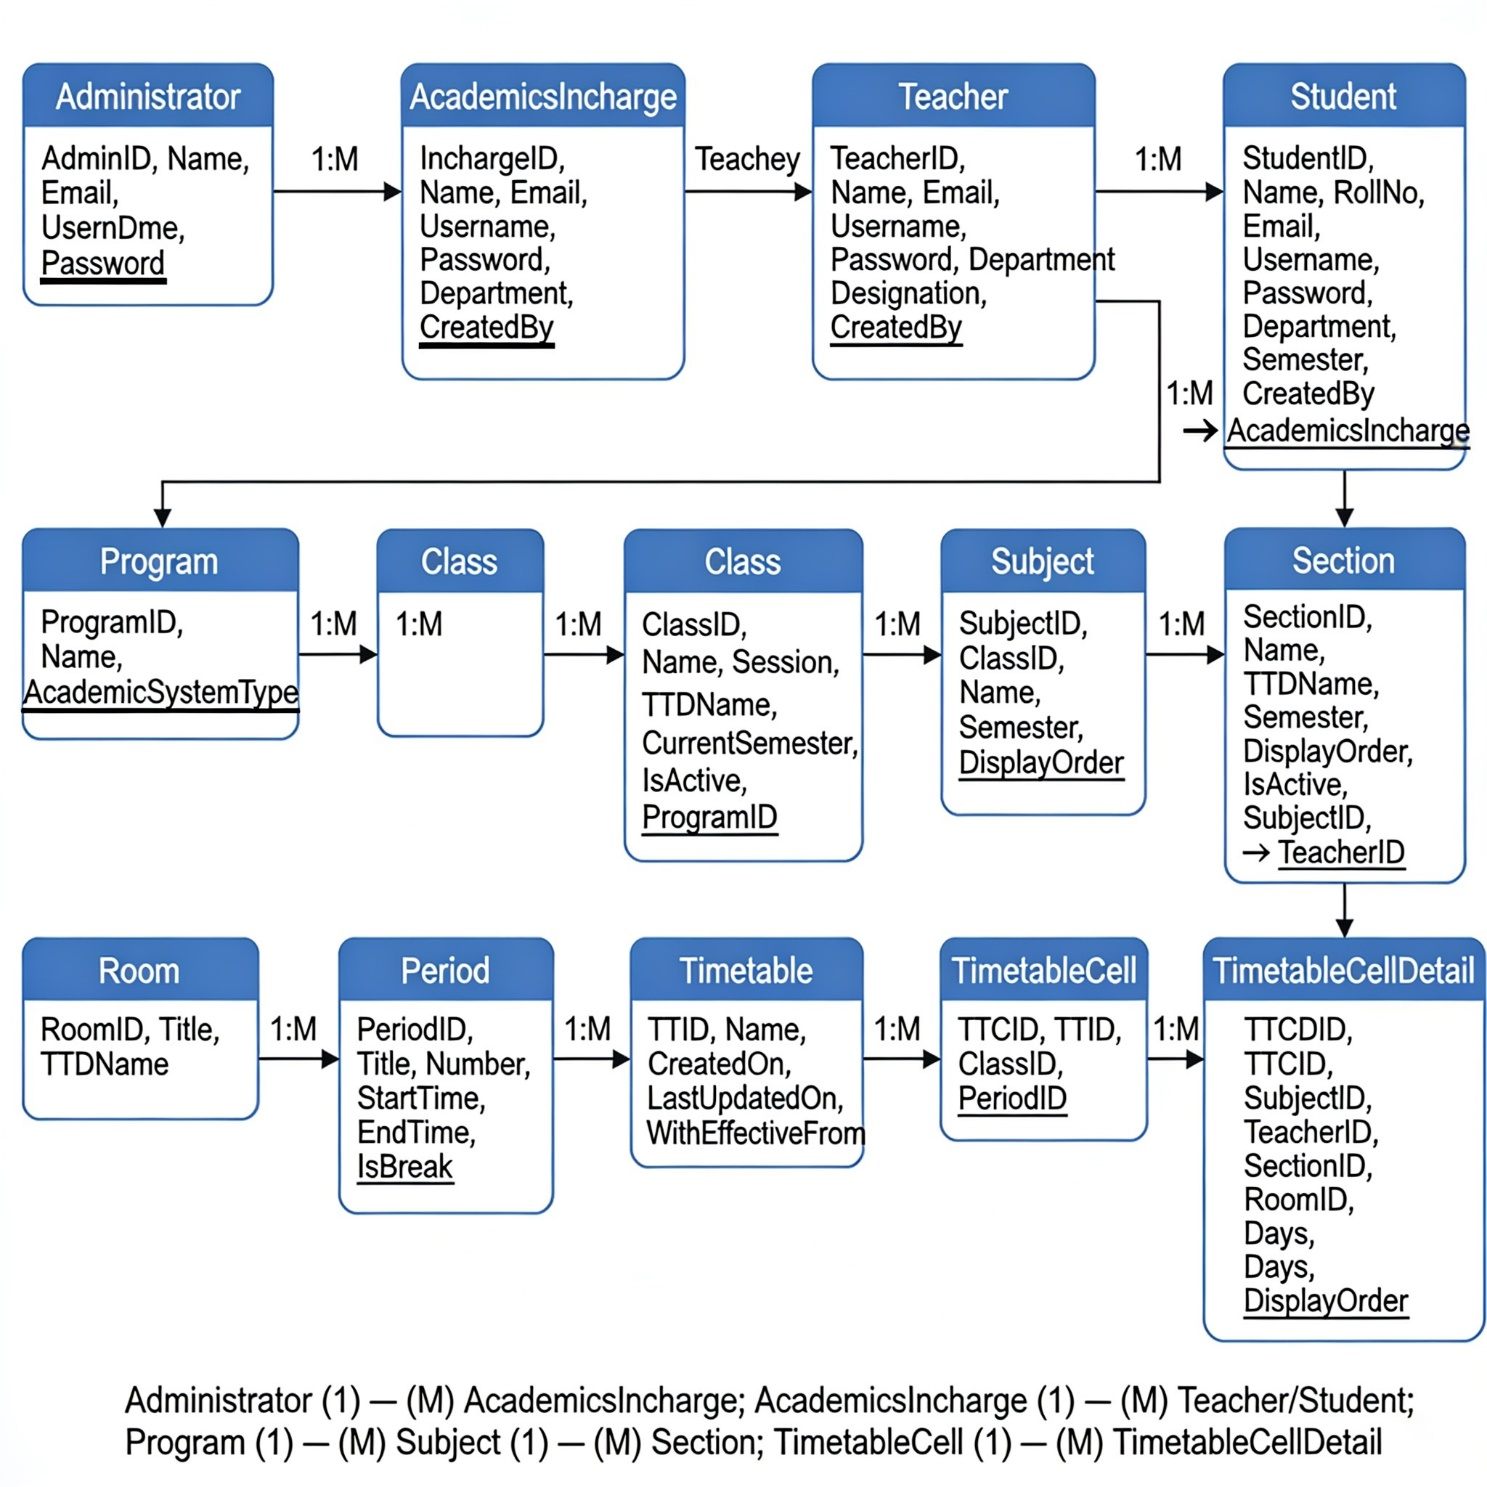 Administrator
AdminID, Name,
Email,
UsernDme,
Password
1:M
AcademicsIncharge
InchargeID,
Name, Email,
Username,
Password,
Department,
CreatedBy
Teachey
Teacher
TeacherID,
Name, Email,
Username,
Password, Department
Designation,
CreatedBy
1:M
Student
StudentID,
Name, RollNo,
Email,
Username,
Password,
Department,
Semester,
CreatedBy
1:M
→ AcademicsIncharge
Program
ProgramID,
Name,
AcademicSystemType
1:M
Class
1:M
1:M
Class
ClassID,
Name, Session,
TTDName,
CurrentSemester,
IsActive,
ProgramID
1:M
Subject
SubjectID,
ClassID,
Name,
Semester,
DisplayOrder
1:M
Section
SectionID,
Name,
TTDName,
Semester,
DisplayOrder,
IsActive,
SubjectID,
→ TeacherID
Room
RoomID, Title,
TTDName
1:M
Period
PeriodID,
Title, Number,
StartTime,
EndTime,
IsBreak
1:M
Timetable
TTID, Name,
CreatedOn,
LastUpdatedOn,
WithEffectiveFrom
1:M
TimetableCell
TTCID, TTID,
ClassID,
PeriodID
1:M
TimetableCellDetail
TTCDID,
TTCID,
SubjectID,
TeacherID,
SectionID,
RoomID,
Days,
Days,
DisplayOrder
Administrator (1) — (M) AcademicsIncharge; AcademicsIncharge (1) — (M) Teacher/Student;
Program (1) — (M) Subject (1) — (M) Section; TimetableCell (1) — (M) TimetableCellDetail